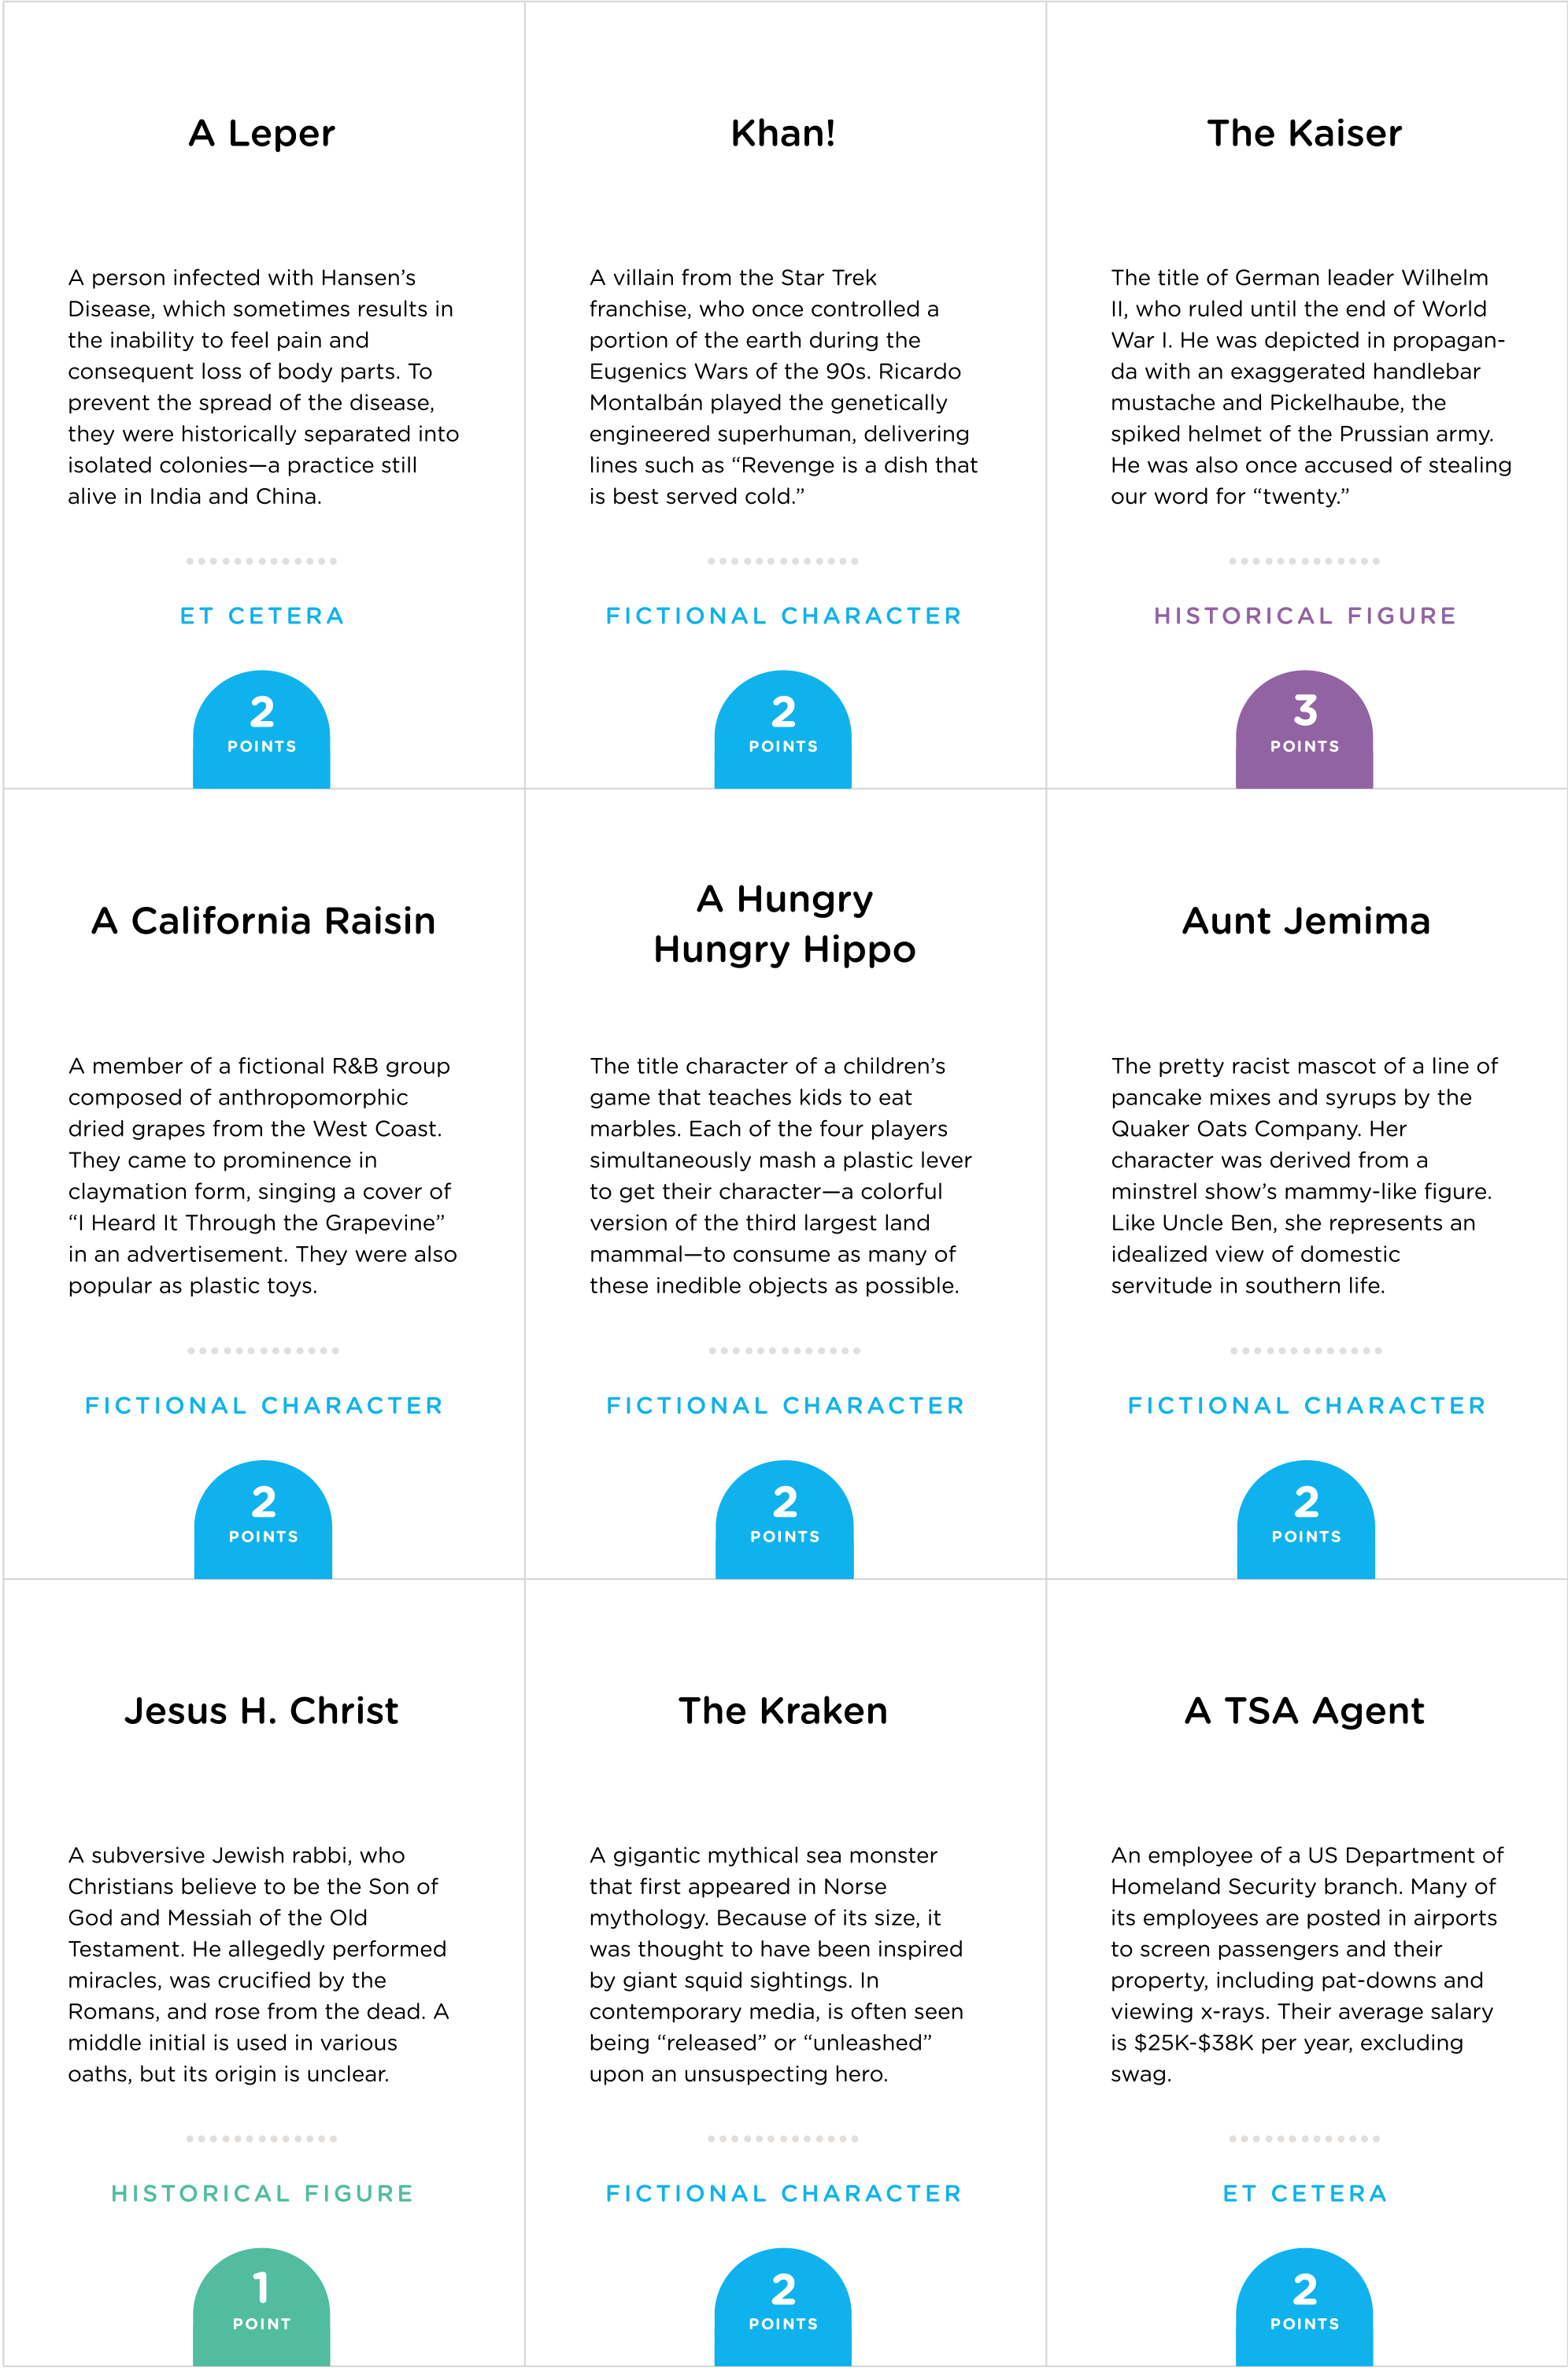 A Leper
A person infected with Hansen’s
Disease, which sometimes results in
the inability to feel pain and
consequent loss of body parts. To
prevent the spread of the disease,
they were historically separated into
isolated colonies—a practice still
alive in India and China.
ET CETERA
2
POINTS
Khan!
A villain from the Star Trek
franchise, who once controlled a
portion of the earth during the
Eugenics Wars of the 90s. Ricardo
Montalbán played the genetically
engineered superhuman, delivering
lines such as “Revenge is a dish that
is best served cold.”
FICTIONAL CHARACTER
2
POINTS
The Kaiser
The title of German leader Wilhelm
II, who ruled until the end of World
War I. He was depicted in propagan-
da with an exaggerated handlebar
mustache and Pickelhaube, the
spiked helmet of the Prussian army.
He was also once accused of stealing
our word for “twenty.”
HISTORICAL FIGURE
3
POINTS
A California Raisin
A member of a fictional R&B group
composed of anthropomorphic
dried grapes from the West Coast.
They came to prominence in
claymation form, singing a cover of
“I Heard It Through the Grapevine”
in an advertisement. They were also
popular as plastic toys.
FICTIONAL CHARACTER
2
POINTS
A Hungry
Hungry Hippo
The title character of a children’s
game that teaches kids to eat
marbles. Each of the four players
simultaneously mash a plastic lever
to get their character—a colorful
version of the third largest land
mammal—to consume as many of
these inedible objects as possible.
FICTIONAL CHARACTER
2
POINTS
Aunt Jemima
The pretty racist mascot of a line of
pancake mixes and syrups by the
Quaker Oats Company. Her
character was derived from a
minstrel show’s mammy-like figure.
Like Uncle Ben, she represents an
idealized view of domestic
servitude in southern life.
FICTIONAL CHARACTER
2
POINTS
Jesus H. Christ
A subversive Jewish rabbi, who
Christians believe to be the Son of
God and Messiah of the Old
Testament. He allegedly performed
miracles, was crucified by the
Romans, and rose from the dead. A
middle initial is used in various
oaths, but its origin is unclear.
HISTORICAL FIGURE
1
POINT
The Kraken
A gigantic mythical sea monster
that first appeared in Norse
mythology. Because of its size, it
was thought to have been inspired
by giant squid sightings. In
contemporary media, is often seen
being “released” or “unleashed”
upon an unsuspecting hero.
FICTIONAL CHARACTER
2
POINTS
A TSA Agent
An employee of a US Department of
Homeland Security branch. Many of
its employees are posted in airports
to screen passengers and their
property, including pat-downs and
viewing x-rays. Their average salary
is $25K-$38K per year, excluding
swag.
ET CETERA
2
POINTS